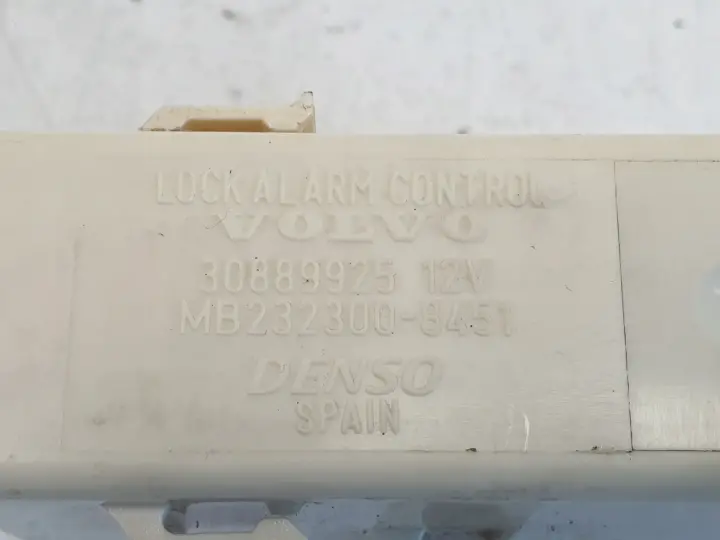 LOCK ALARM CONTROL
VOLVO
30889925 12V
MB232300-8451
DENSO
SPAIN